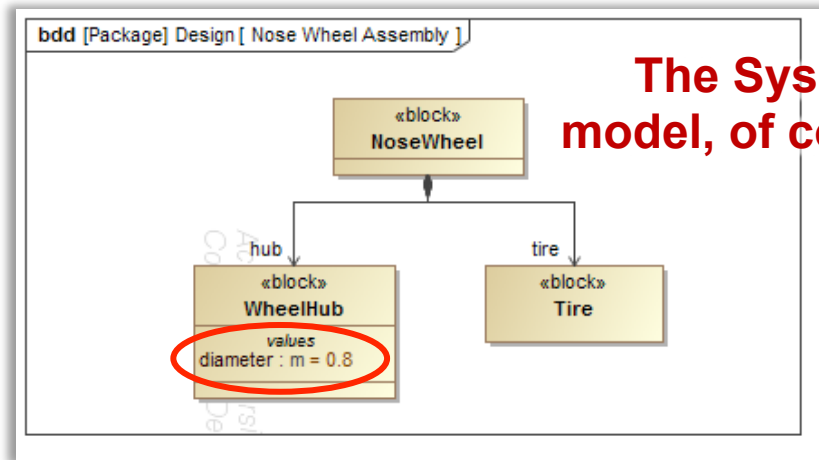 bdd [Package] Design [ Nose Wheel Assembly ]
The Sys
model, of c
«block»
NoseWheel
hub
tire
«block»
WheelHub
values
diameter : m = 0.8
«block»
Tire